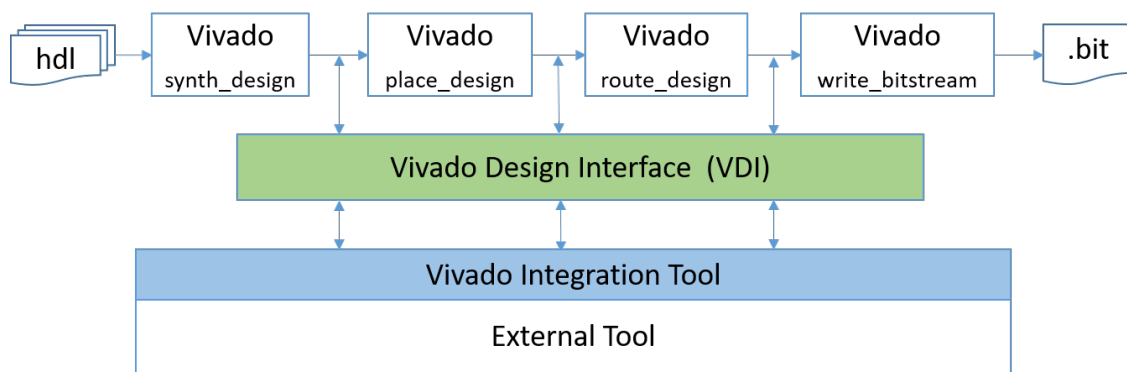 hdl
Vivado
synth_design
Vivado
place_design
Vivado
route_design
Vivado
write_bitstream
.bit
Vivado Design Interface (VDI)
Vivado Integration Tool
External Tool